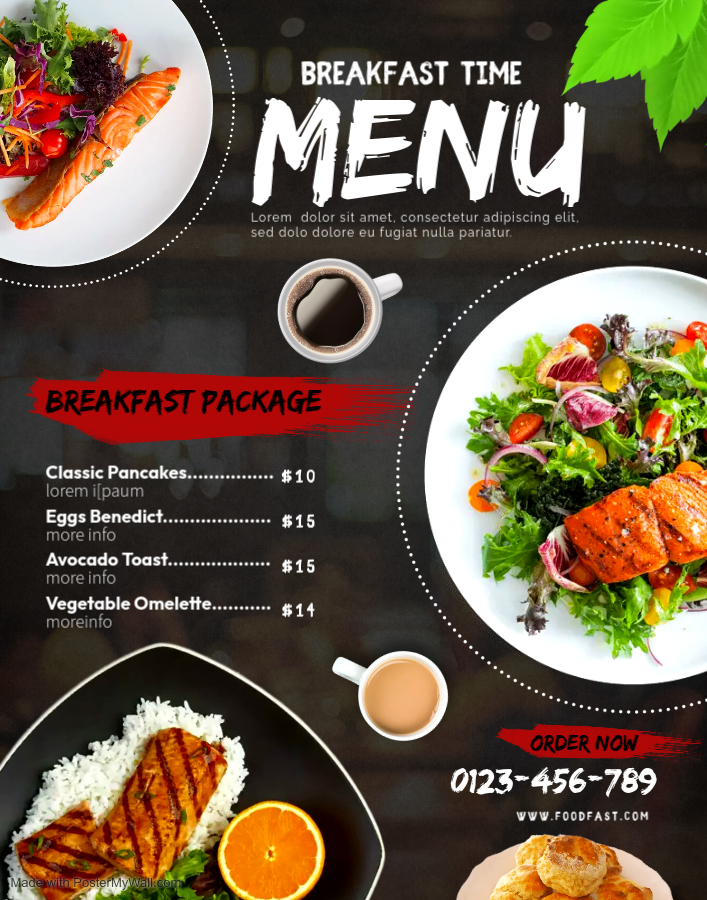 BREAKFAST TIME
MENU
Lorem dolor sit amet, consectetur adipiscing elit,
sed dolo dolore eu fugiat nulla pariatur.
BREAKFAST PACKAGE
Classic Pancakes................ $10
lorem i[paum
Eggs Benedict.................... $15
more info
Avocado Toast................... $15
more info
Vegetable Omelette........... $14
moreinfo
ORDER NOW
0123-456-789
WWW.FOODFAST.COM
Made with PosterMyWall.com